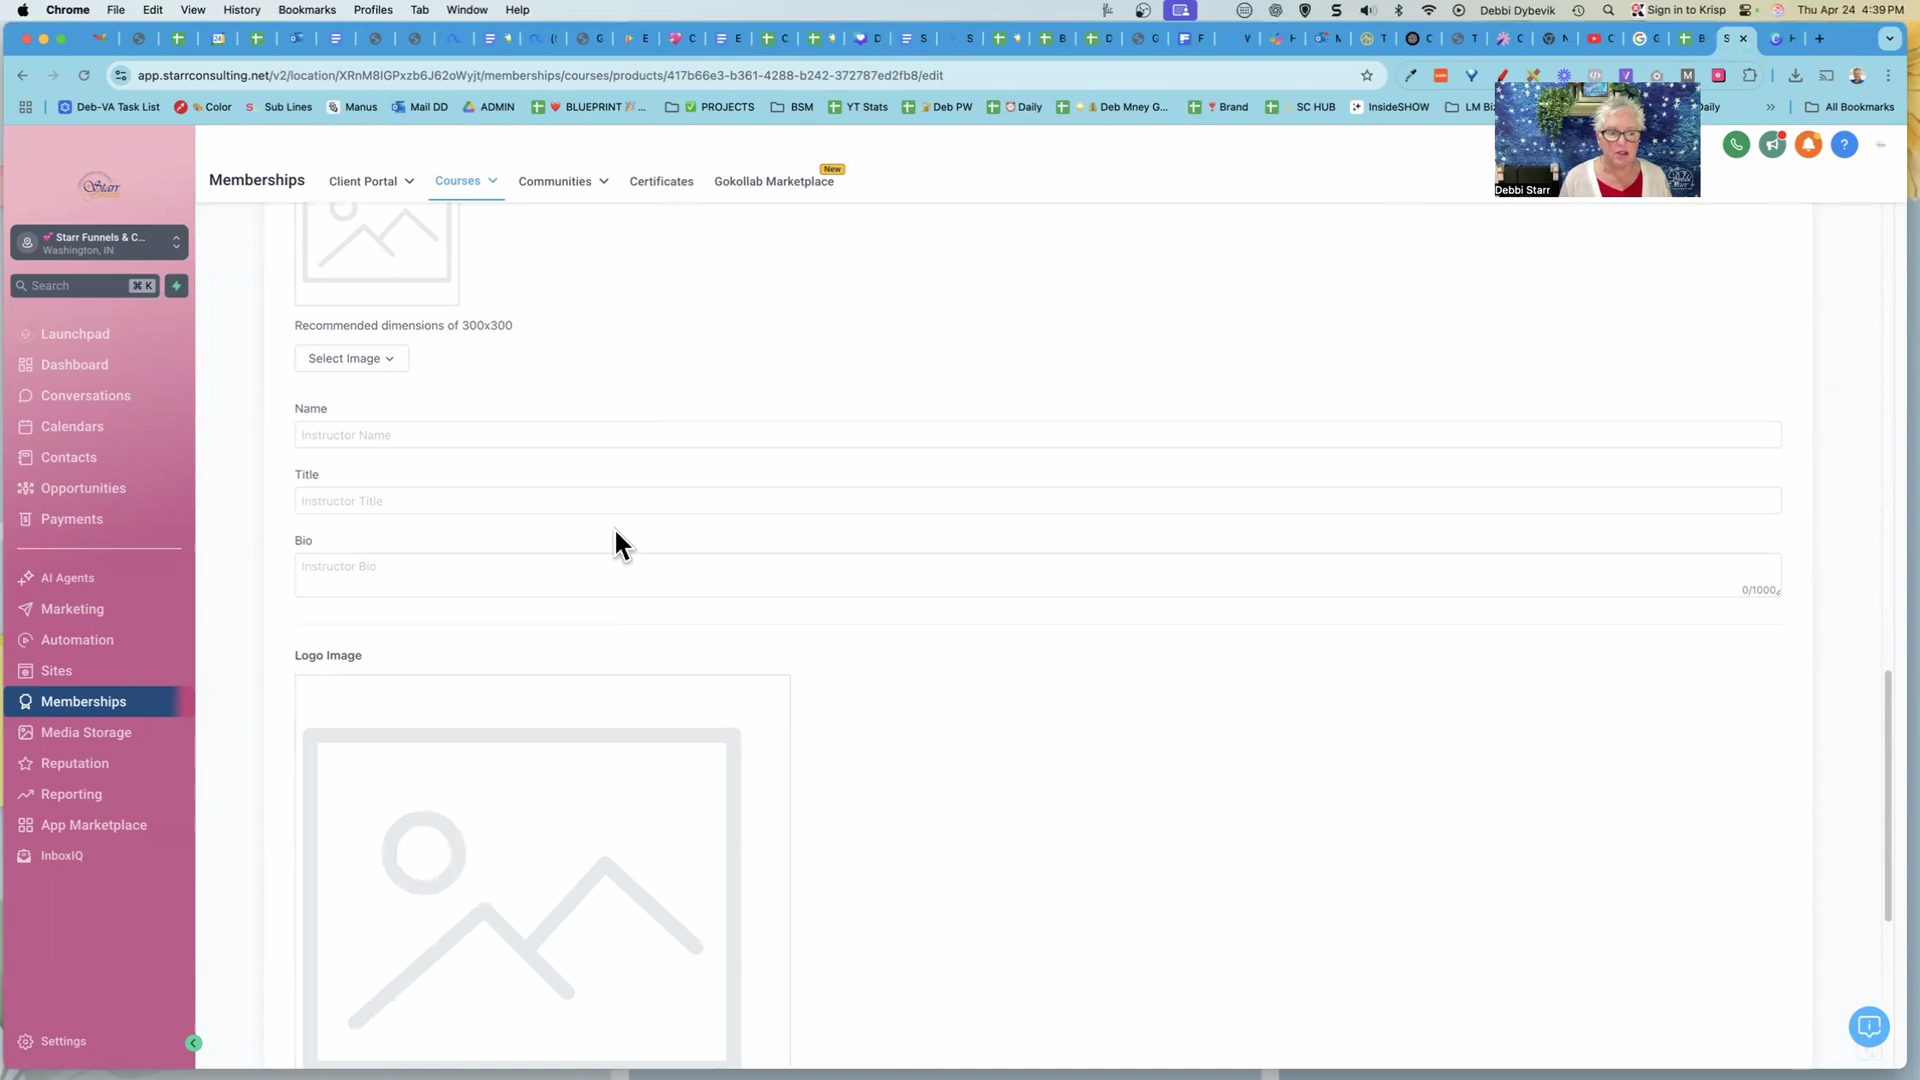 Chrome File Edit View History Bookmarks Profiles Tab Window Help
Debbi Dybevik Sign in to Krisp Thu Apr 24 4:39 PM
app.starrconsulting.net/v2/location/XRnM8IGPxzb6J62oWyjt/memberships/courses/products/417b66e3-b361-4288-b242-372787ed2fb8/edit
Deb-VA Task List Color Sub Lines Manus Mail DD ADMIN BLUEPRINT ... PROJECTS BSM YT Stats Deb PW Daily Deb Mney G... Brand SC HUB InsideSHOW LM Biz Daily » All Bookmarks
Debbi Starr
Memberships Client Portal Courses Communities Certificates Gokollab Marketplace New
Starr
Starr Funnels & C...
Washington, IN
Search ⌘ K
Launchpad
Dashboard
Conversations
Calendars
Contacts
Opportunities
Payments
AI Agents
Marketing
Automation
Sites
Memberships
Media Storage
Reputation
Reporting
App Marketplace
InboxIQ
Settings
Recommended dimensions of 300x300
Select Image
Name
Instructor Name
Title
Instructor Title
Bio
Instructor Bio
0/1000
Logo Image